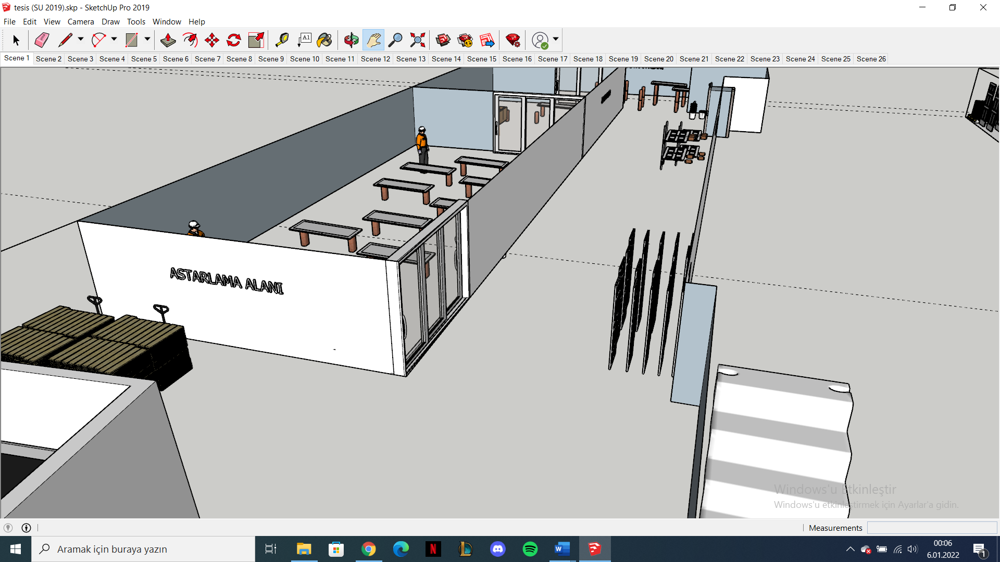 tesis (SU 2019).skp - SketchUp Pro 2019
File Edit View Camera Draw Tools Window Help
A1
Scene 1 Scene 2 Scene 3 Scene 4 Scene 5 Scene 6 Scene 7 Scene 8 Scene 9 Scene 10 Scene 11 Scene 12 Scene 13 Scene 14 Scene 15 Scene 16 Scene 17 Scene 18 Scene 19 Scene 20 Scene 21 Scene 22 Scene 23 Scene 24 Scene 25 Scene 26
ASTARLAMA ALANI
Windows'u Etkinleştir
Windows'u etkinleştirmek için Ayarlar'a gidin.
Measurements
Aramak için buraya yazın
N
W
00:06
6.01.2022
1